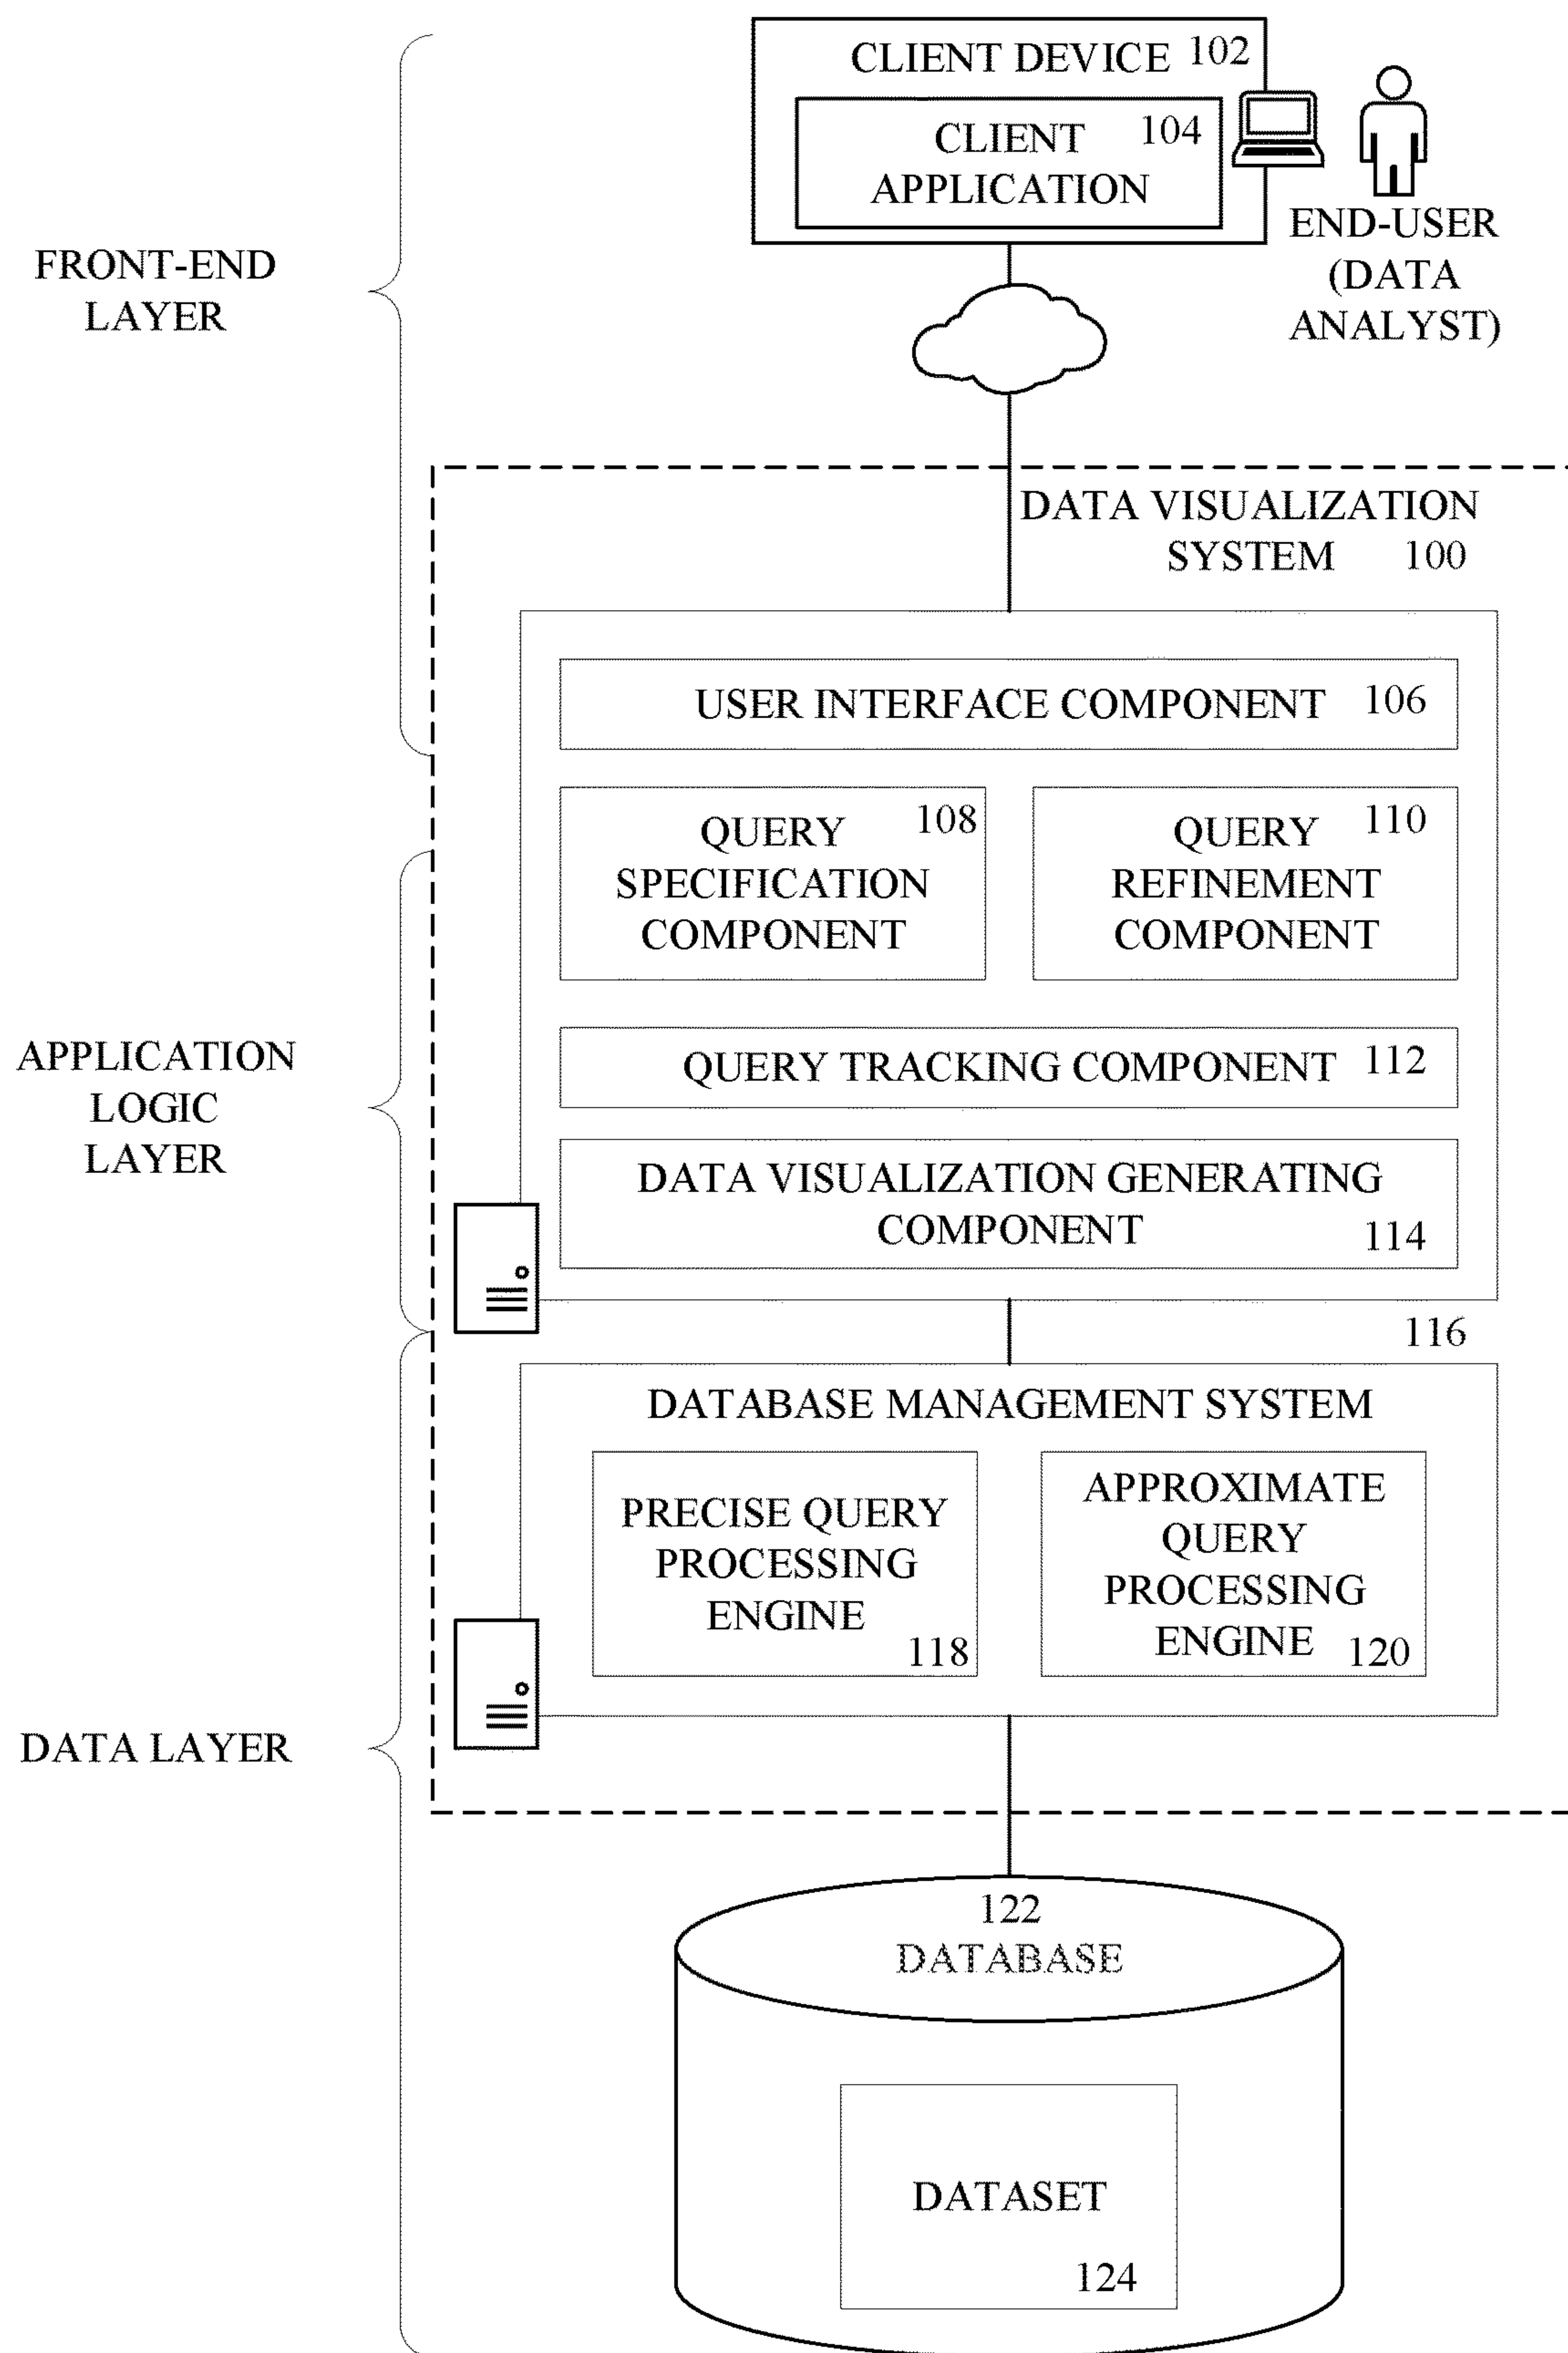 CLIENT DEVICE 102
CLIENT 104
APPLICATION
END-USER
(DATA
ANALYST)
FRONT-END
LAYER
DATA VISUALIZATION
SYSTEM 100
USER INTERFACE COMPONENT 106
QUERY 108
SPECIFICATION
COMPONENT
QUERY 110
REFINEMENT
COMPONENT
APPLICATION
LOGIC
LAYER
QUERY TRACKING COMPONENT 112
DATA VISUALIZATION GENERATING
COMPONENT 114
116
DATABASE MANAGEMENT SYSTEM
PRECISE QUERY
PROCESSING
ENGINE
118
APPROXIMATE
QUERY
PROCESSING
ENGINE 120
DATA LAYER
122
DATABASE
DATASET
124